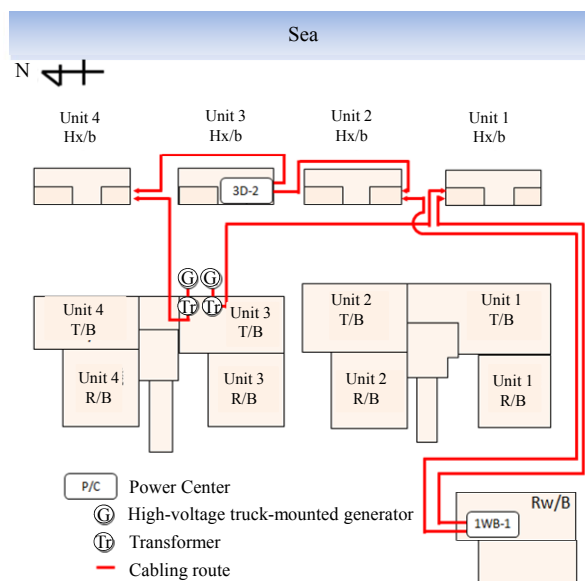 Sea
N
Unit 4
Hx/b
Unit 3
Hx/b
Unit 2
Hx/b
Unit 1
Hx/b
3D-2
G
G
Tr
Tr
Unit 4
T/B
Unit 3
T/B
Unit 2
T/B
Unit 1
T/B
Unit 4
R/B
Unit 3
R/B
Unit 2
R/B
Unit 1
R/B
P/C Power Center
G High-voltage truck-mounted generator
Tr Transformer
Cabling route
Rw/B
1WB-1